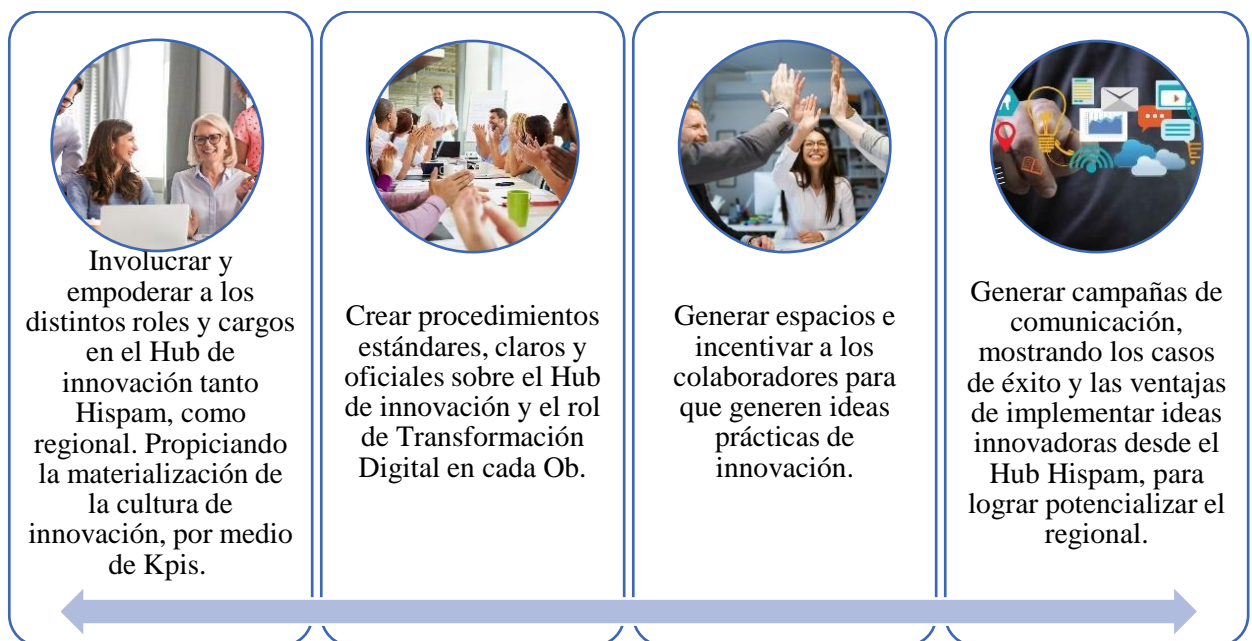 Involucrar y
empoderar a los
distintos roles y cargos
en el Hub de
innovación tanto
Hispam, como
regional. Propiciando
la materialización de
la cultura de
innovación, por medio
de Kpis.
Crear procedimientos
estándares, claros y
oficiales sobre el Hub
de innovación y el rol
de Transformación
Digital en cada Ob.
Generar espacios e
incentivar a los
colaboradores para
que generen ideas
prácticas de
innovación.
Generar campañas de
comunicación,
mostrando los casos
de éxito y las ventajas
de implementar ideas
innovadoras desde el
Hub Hispam, para
lograr potencializar el
regional.